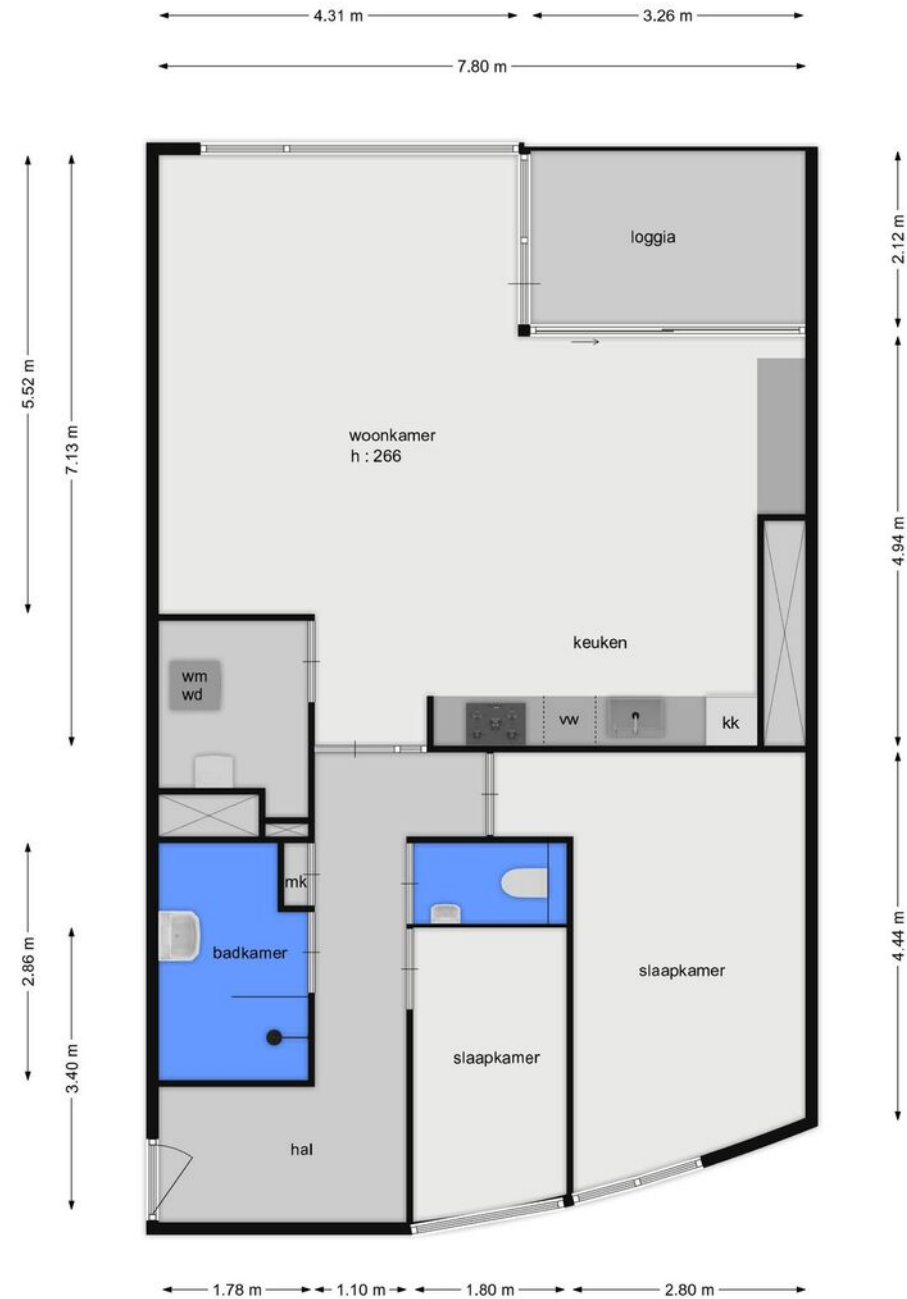 4.31 m
3.26 m
7.80 m
loggia
2.12 m
5.52 m
7.13 m
woonkamer
h : 266
4.94 m
keuken
wm
wd
vw
kk
mk
badkamer
2.86 m
slaapkamer
4.44 m
slaapkamer
3.40 m
hal
1.78 m
1.10 m
1.80 m
2.80 m